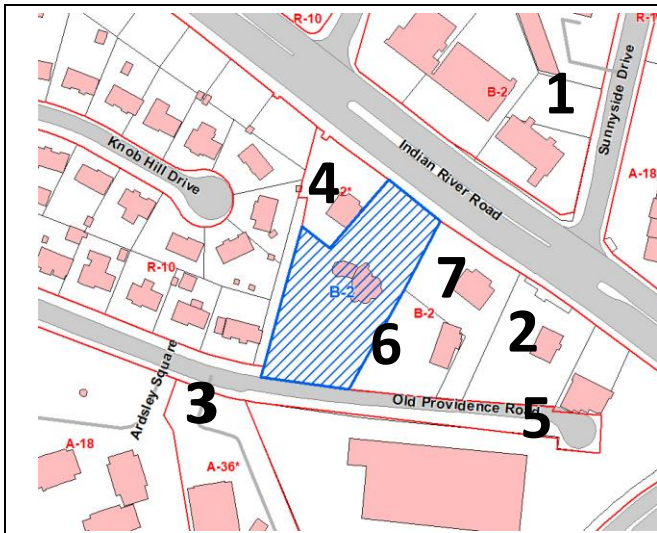 R-10
R-10
B-2
1
Sunnyside Drive
A-18
Knob Hill Drive
Indian River Road
4
2*
R-10
B-2
7
B-2
2
6
Ardsley Square
3
Old Providence Road
5
A-18
A-36*